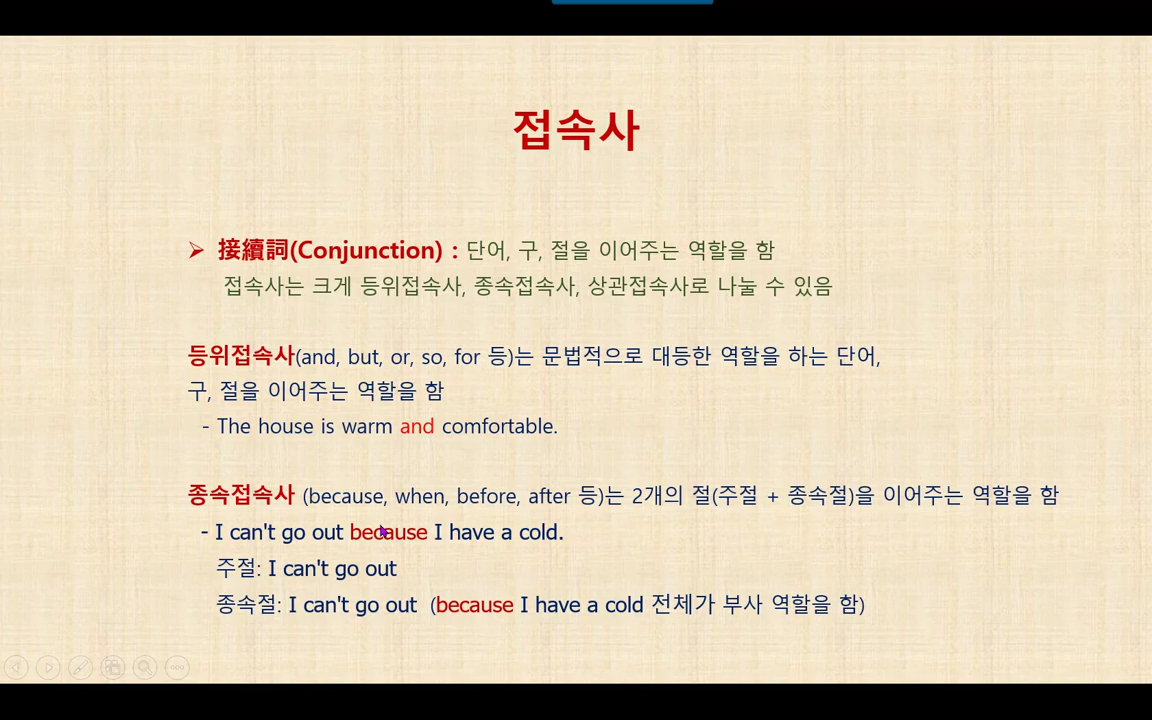 접속사
➢ 接續詞(Conjunction) : 단어, 구, 절을 이어주는 역할을 함
접속사는 크게 등위접속사, 종속접속사, 상관접속사로 나눌 수 있음
등위접속사(and, but, or, so, for 등)는 문법적으로 대등한 역할을 하는 단어,
구, 절을 이어주는 역할을 함
- The house is warm and comfortable.
종속접속사 (because, when, before, after 등)는 2개의 절(주절 + 종속절)을 이어주는 역할을 함
- I can't go out because I have a cold.
주절: I can't go out
종속절: I can't go out (because I have a cold 전체가 부사 역할을 함)